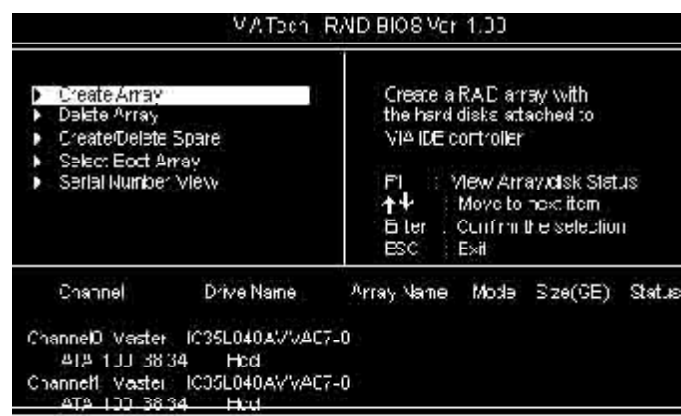 VIA Tech. RAID BIOS Ver 1.00
Create Array
Delete Array
Create/Delete Spare
Select Boot Array
Serial Number View
Create a RAID array with
the hard disks attached to
VIA IDE controller
F1 : View Array/disk Status
↑↓ : Move to next item
Enter : Confirm the selection
ESC : Exit
Channel Drive Name Array Name Mode Size(GB) Status
Channel0 Master IC35L040AVVA07-0
ATA 100 38.34 Hdd
Channel1 Master IC35L040AVVA07-0
ATA 100 38.34 Hdd